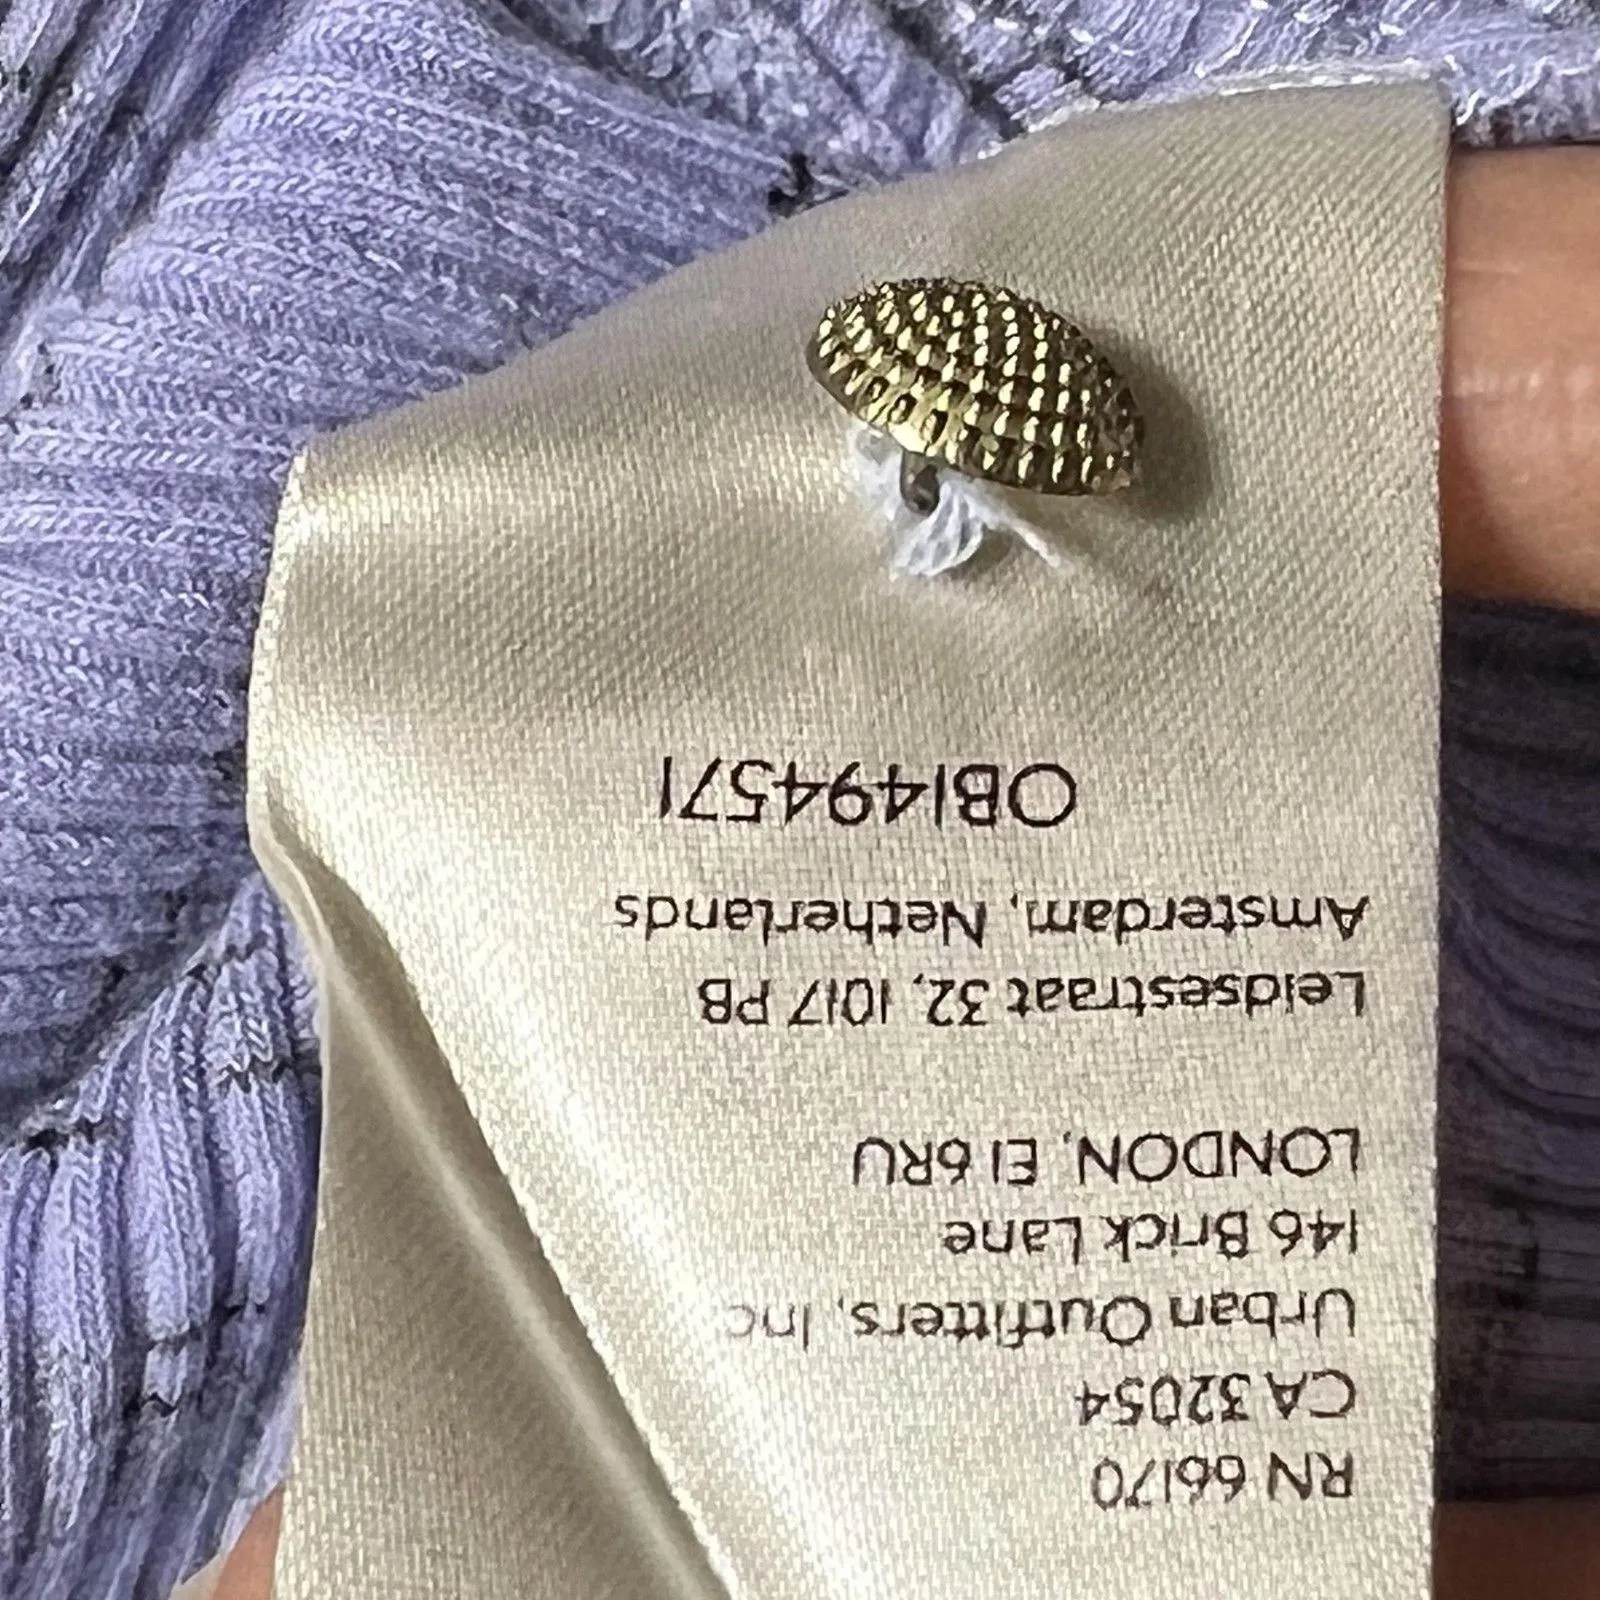 RN 66170
CA 32054
Urban Outfitters, Inc
146 Brick Lane
LONDON, E1 6RU
Leidsestraat 32, 1017 PB
Amsterdam, Netherlands
OB1494571